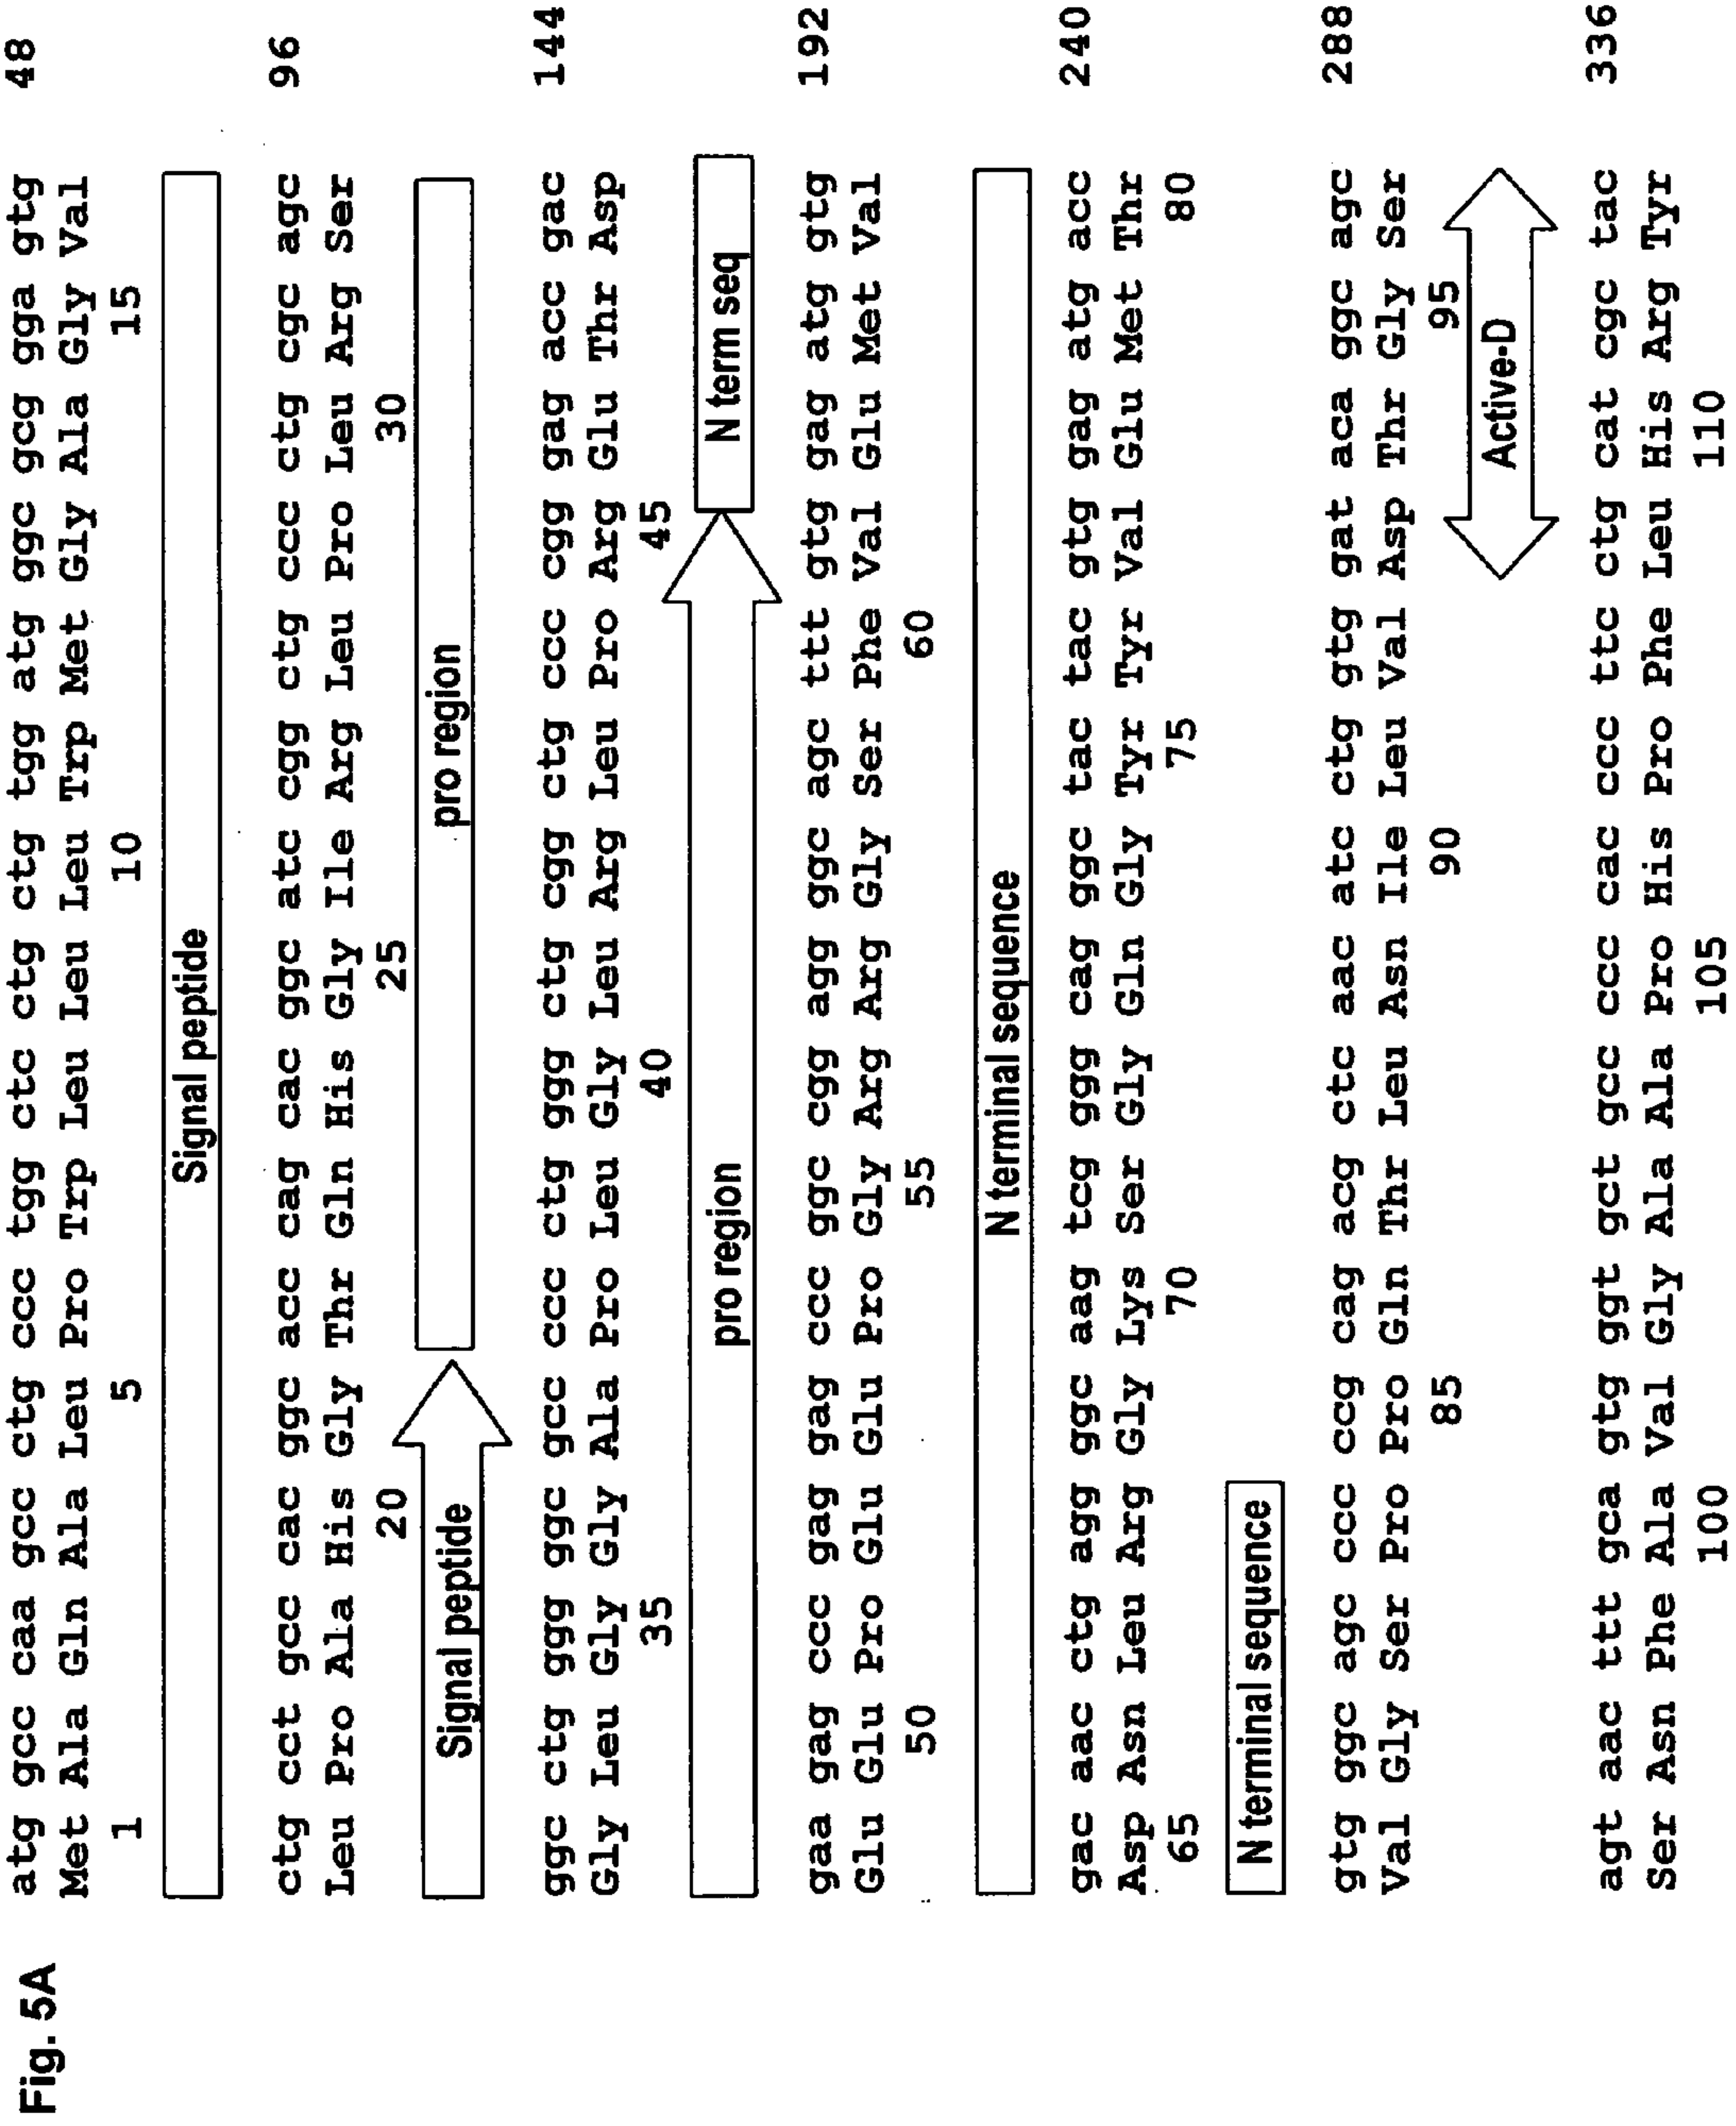 Fig. 5A
atg gcc caa gcc ctg ccc tgg ctc ctg ctg tgg atg ggc gcg gga gtg 48
Met Ala Gln Ala Leu Pro Trp Leu Leu Leu Trp Met Gly Ala Gly Val
1 5 10 15
Signal peptide
ctg cct gcc cac ggc acc cag cac ggc atc cgg ctg ccc ctg cgc agc 96
Leu Pro Ala His Gly Thr Gln His Gly Ile Arg Leu Pro Leu Arg Ser
20 25 30
Signal peptide pro region
ggc ctg ggg ggc gcc ccc ctg ggg ctg cgg ctg ccc cgg gag acc gac 144
Gly Leu Gly Gly Ala Pro Leu Gly Leu Arg Leu Pro Arg Glu Thr Asp
35 40 45
pro region N term seq
gaa gag ccc gag gag ccc ggc cgg agg ggc agc ttt gtg gag atg gtg 192
Glu Glu Pro Glu Glu Pro Gly Arg Arg Gly Ser Phe Val Glu Met Val
50 55 60
N terminal sequence
gac aac ctg agg ggc aag tcg ggg cag ggc tac tac gtg gag atg acc 240
Asp Asn Leu Arg Gly Lys Ser Gly Gln Gly Tyr Tyr Val Glu Met Thr
65 70 75 80
N terminal sequence
gtg ggc agc ccc ccg cag acg ctc aac atc ctg gtg gat aca ggc agc 288
Val Gly Ser Pro Pro Gln Thr Leu Asn Ile Leu Val Asp Thr Gly Ser
85 90 95
Active-D
agt aac ttt gca gtg ggt gct gcc ccc cac ccc ttc ctg cat cgc tac 336
Ser Asn Phe Ala Val Gly Ala Ala Pro His Pro Phe Leu His Arg Tyr
100 105 110